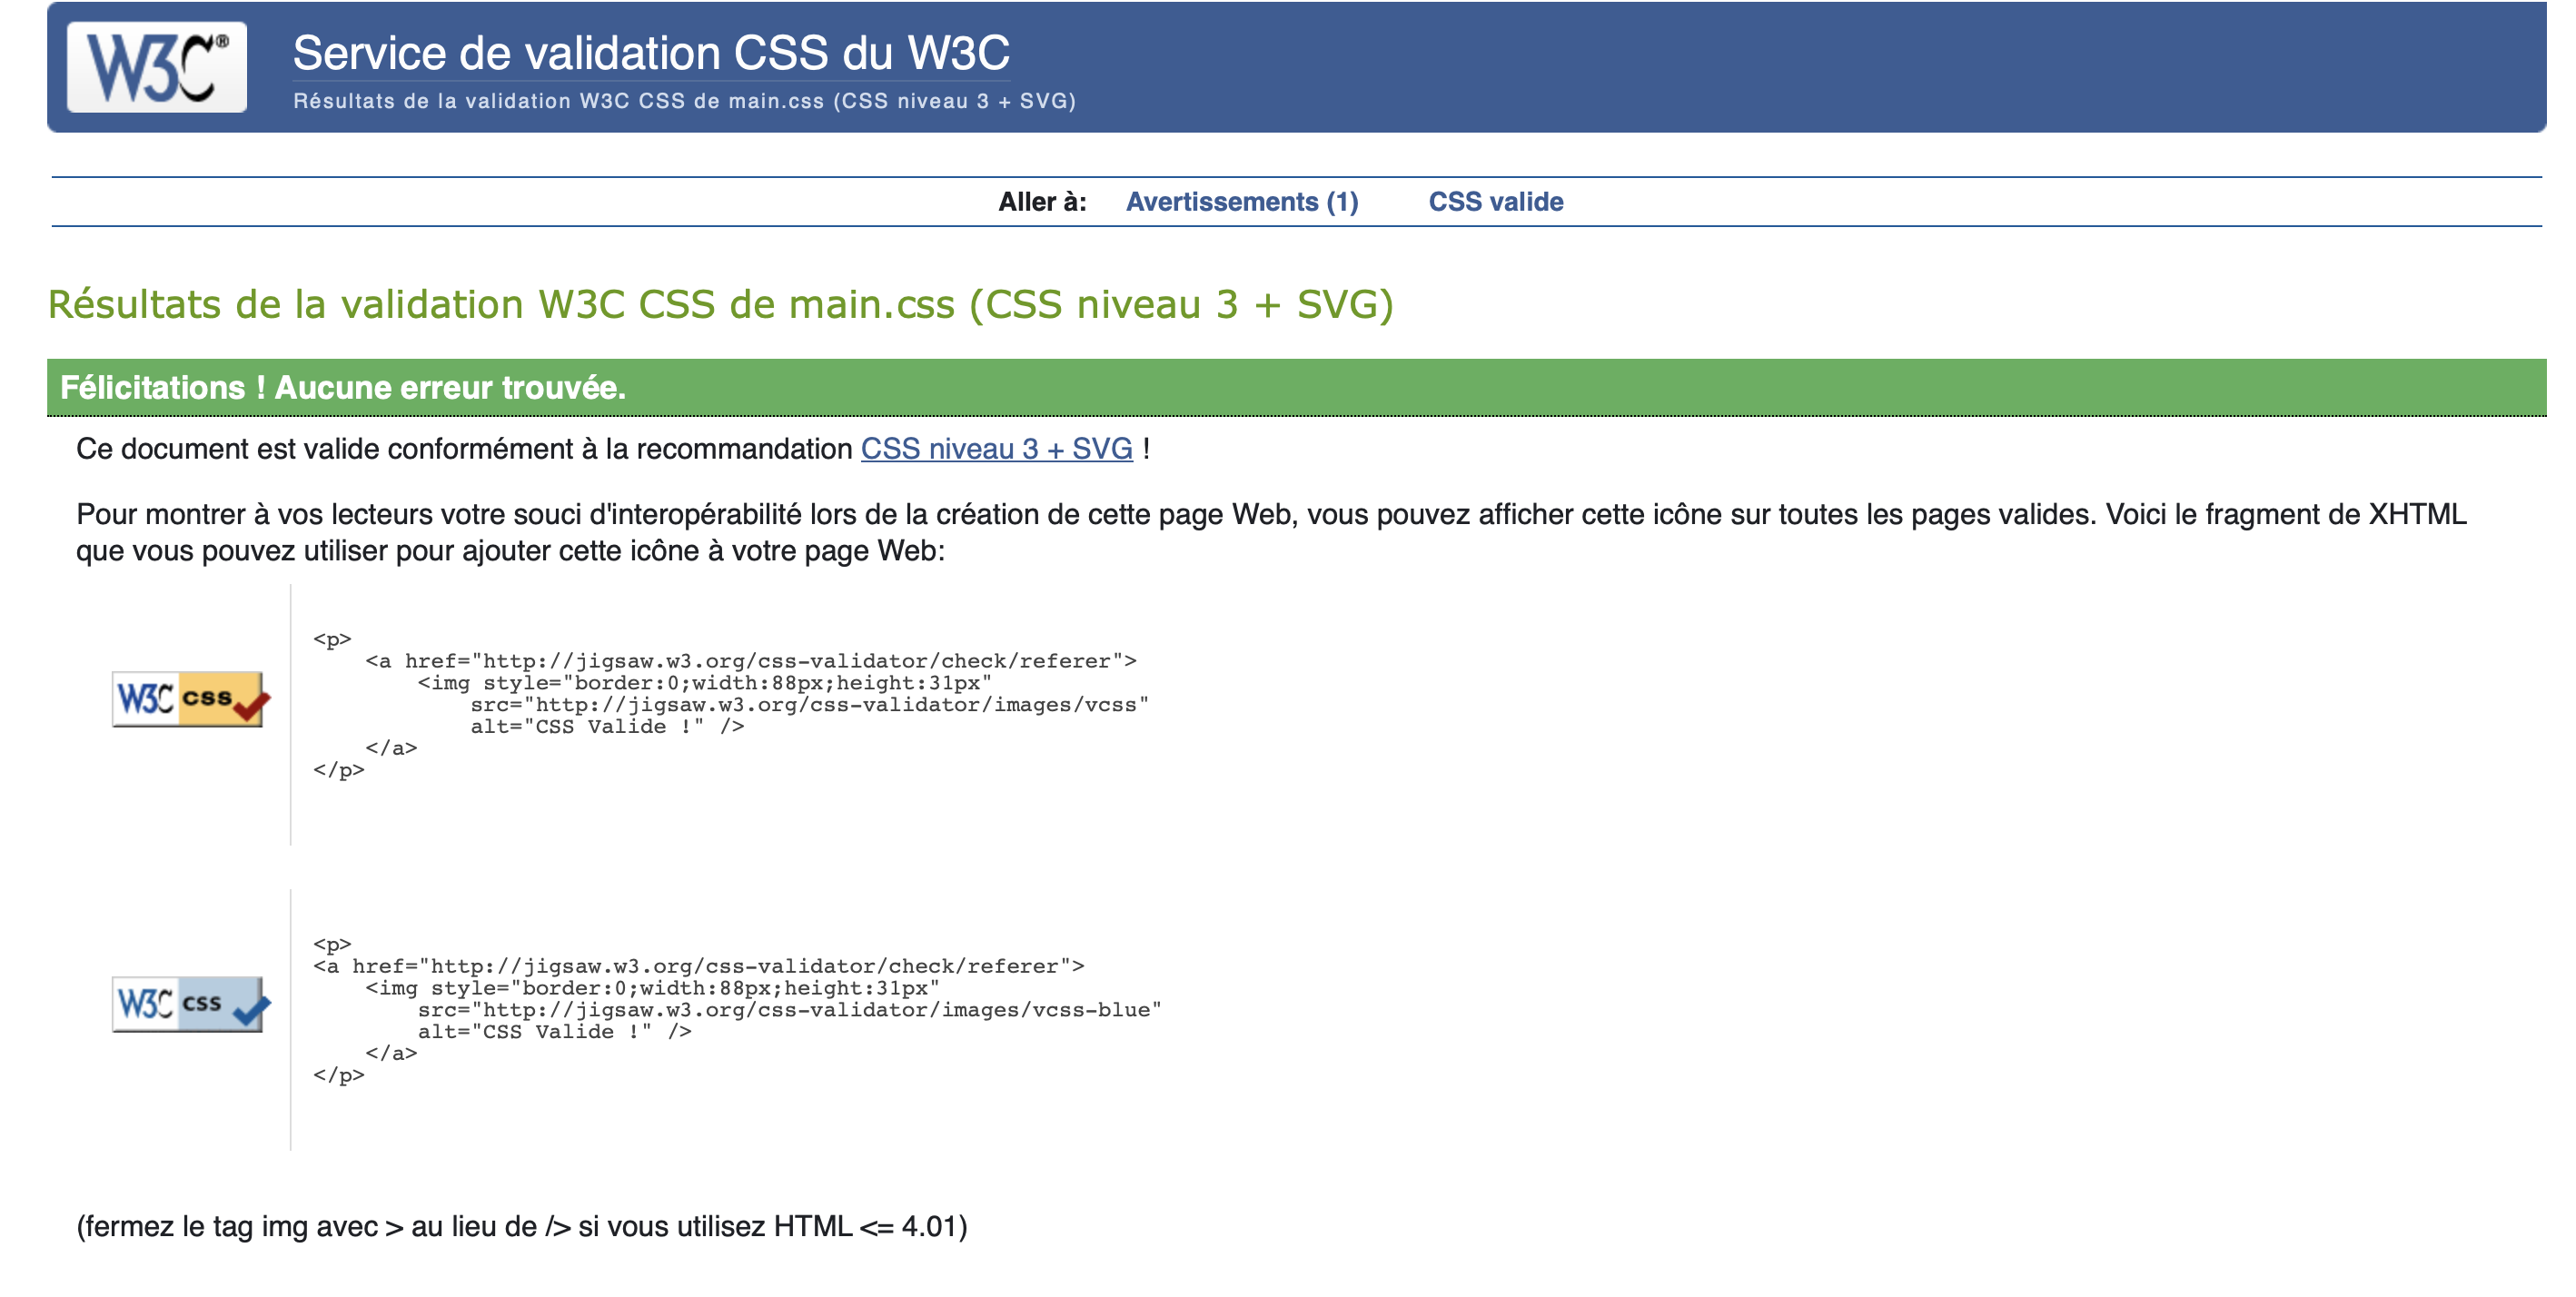 W3C®
Service de validation CSS du W3C
Résultats de la validation W3C CSS de main.css (CSS niveau 3 + SVG)
Aller à: Avertissements (1) CSS valide
Résultats de la validation W3C CSS de main.css (CSS niveau 3 + SVG)
Félicitations ! Aucune erreur trouvée.
Ce document est valide conformément à la recommandation CSS niveau 3 + SVG !
Pour montrer à vos lecteurs votre souci d'interopérabilité lors de la création de cette page Web, vous pouvez afficher cette icône sur toutes les pages valides. Voici le fragment de XHTML
que vous pouvez utiliser pour ajouter cette icône à votre page Web:
W3C css
<p>
    <a href="http://jigsaw.w3.org/css-validator/check/referer">
        <img style="border:0;width:88px;height:31px"
            src="http://jigsaw.w3.org/css-validator/images/vcss"
            alt="CSS Valide !" />
    </a>
</p>
W3C css
<p>
<a href="http://jigsaw.w3.org/css-validator/check/referer">
    <img style="border:0;width:88px;height:31px"
        src="http://jigsaw.w3.org/css-validator/images/vcss-blue"
        alt="CSS Valide !" />
    </a>
</p>
(fermez le tag img avec > au lieu de /> si vous utilisez HTML <= 4.01)